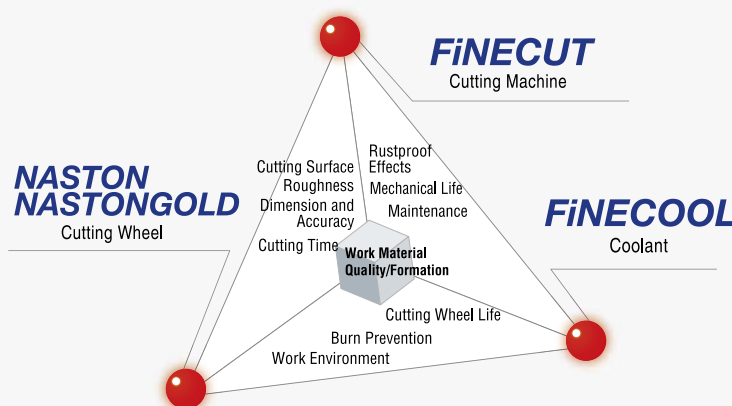 FiNECUT
Cutting Machine
NASTON
NASTONGOLD
Cutting Wheel
FiNECOOL
Coolant
Cutting Surface
Roughness
Dimension and
Accuracy
Cutting Time
Rustproof
Effects
Mechanical Life
Maintenance
Work Material
Quality/Formation
Cutting Wheel Life
Burn Prevention
Work Environment